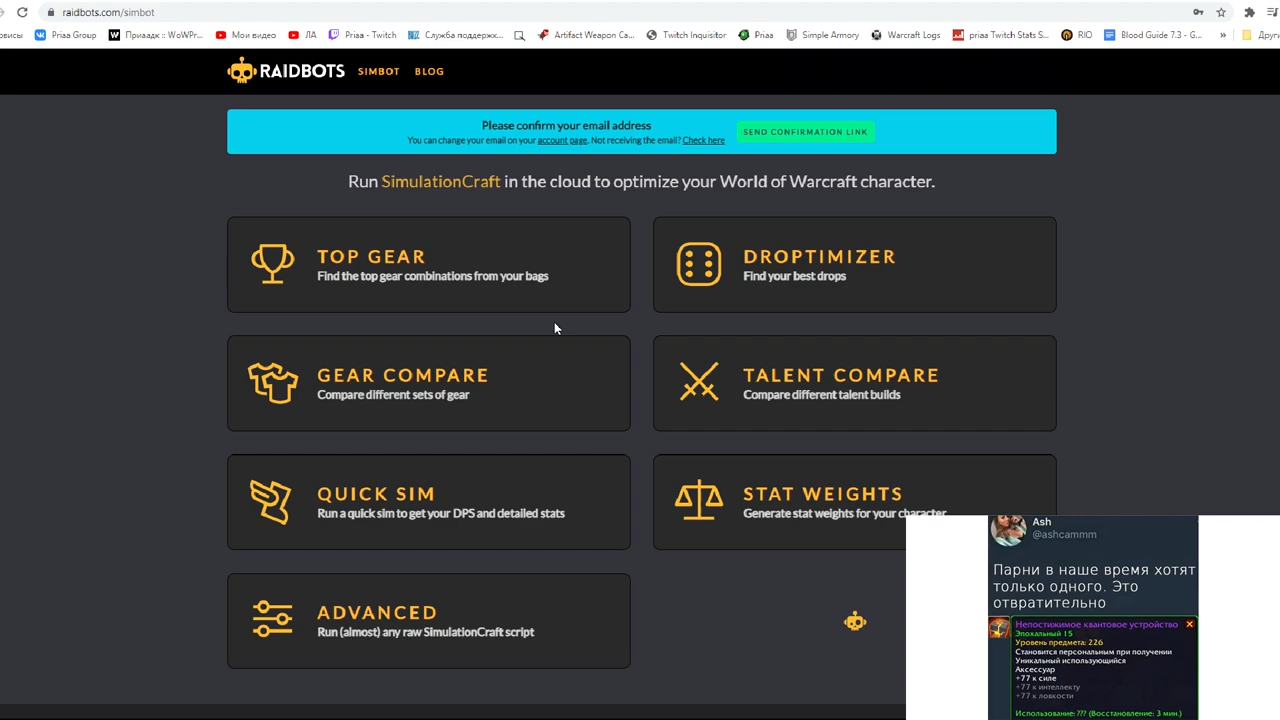 raidbots.com/simbot
рвисы
Priaa Group
Приаадк :: WoWPr...
Мои видео
ЛА
Priaa - Twitch
Служба поддержк...
Artifact Weapon Ca...
Twitch Inquisitor
Priaa
Simple Armory
Warcraft Logs
priaa Twitch Stats S...
RIO
Blood Guide 7.3 - G...
»
Други
RAIDBOTS
SIMBOT
BLOG
Please confirm your email address
You can change your email on your account page. Not receiving the email? Check here
SEND CONFIRMATION LINK
Run SimulationCraft in the cloud to optimize your World of Warcraft character.
TOP GEAR
Find the top gear combinations from your bags
DROPTIMIZER
Find your best drops
GEAR COMPARE
Compare different sets of gear
TALENT COMPARE
Compare different talent builds
QUICK SIM
Run a quick sim to get your DPS and detailed stats
STAT WEIGHTS
Generate stat weights for your character
ADVANCED
Run (almost) any raw SimulationCraft script
Ash
@ashcammm
Парни в наше время хотят
только одного. Это
отвратительно
Непостижимое квантовое устройство
Эпохальный 15
Уровень предмета: 226
Становится персональным при получении
Уникальный использующийся
Аксессуар
+77 к силе
+77 к интеллекту
+77 к ловкости
Использование: ??? (Восстановление: 3 мин.)